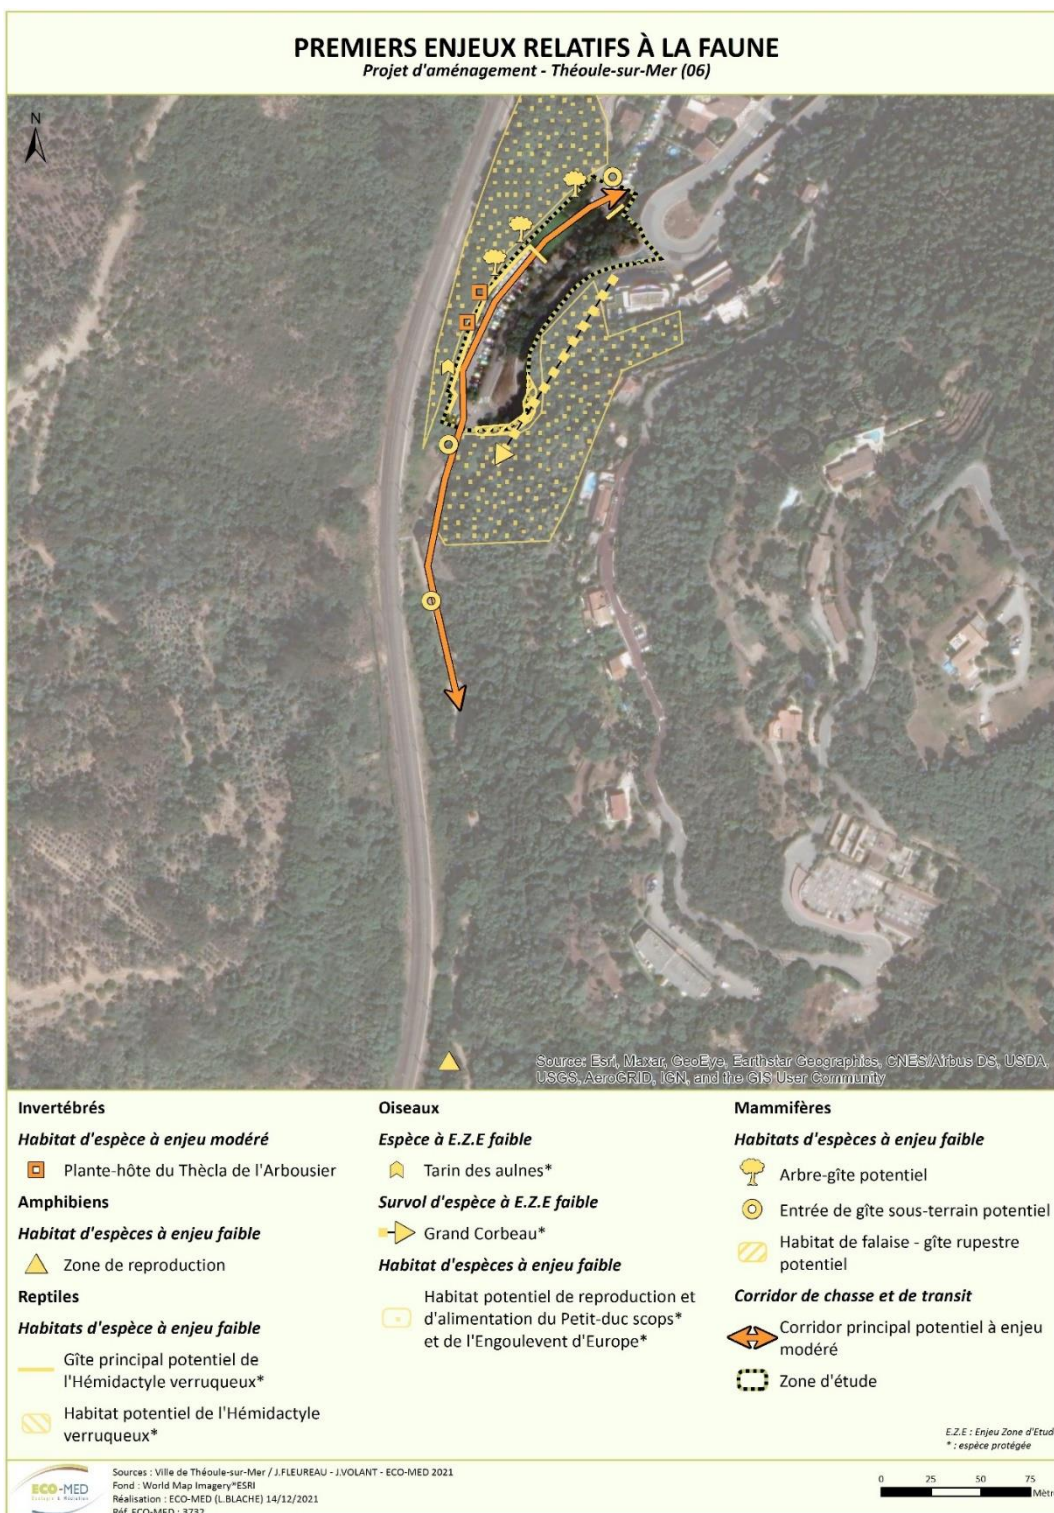 PREMIERS ENJEUX RELATIFS À LA FAUNE
Projet d'aménagement - Théoule-sur-Mer (06)
N
Source: Esri, Maxar, GeoEye, Earthstar Geographics, CNES/Airbus DS, USDA,
USGS, AeroGRID, IGN, and the GIS User Community
Invertébrés
Habitat d'espèce à enjeu modéré
Plante-hôte du Thècla de l'Arbousier
Amphibiens
Habitat d'espèces à enjeu faible
Zone de reproduction
Reptiles
Habitats d'espèce à enjeu faible
Gîte principal potentiel de
l'Hémidactyle verruqueux*
Habitat potentiel de l'Hémidactyle
verruqueux*
Oiseaux
Espèce à E.Z.E faible
Tarin des aulnes*
Survol d'espèce à E.Z.E faible
Grand Corbeau*
Habitat d'espèces à enjeu faible
Habitat potentiel de reproduction et
d'alimentation du Petit-duc scops*
et de l'Engoulevent d'Europe*
Mammifères
Habitats d'espèces à enjeu faible
Arbre-gîte potentiel
Entrée de gîte sous-terrain potentiel
Habitat de falaise - gîte rupestre
potentiel
Corridor de chasse et de transit
Corridor principal potentiel à enjeu
modéré
Zone d'étude
E.Z.E : Enjeu Zone d'Etud
* : espèce protégée
ECO-MED
Ecologie & Médiation
Sources : Ville de Théoule-sur-Mer / J.FLEUREAU - J.VOLANT - ECO-MED 2021
Fond : World Map Imagery*ESRI
Réalisation : ECO-MED (L.BLACHE) 14/12/2021
Réf. ECO-MED : 3732
0 25 50 75
Mètr